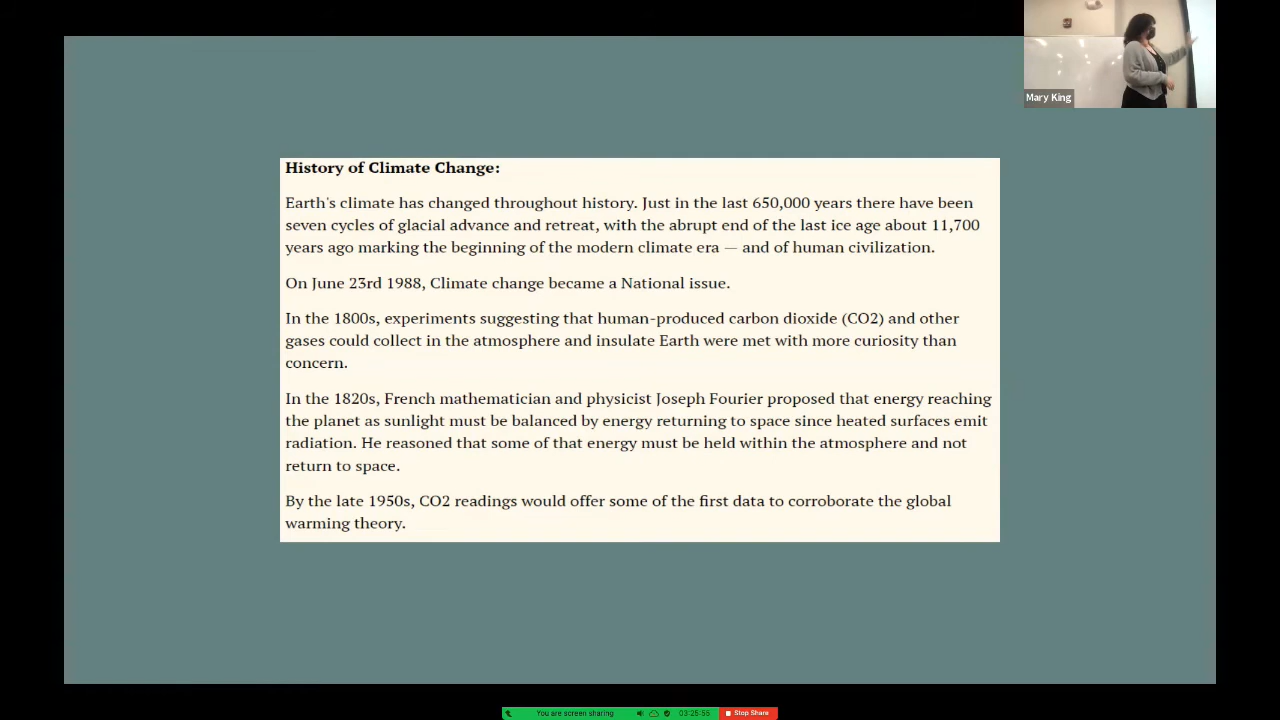 Mary King
History of Climate Change:
Earth's climate has changed throughout history. Just in the last 650,000 years there have been
seven cycles of glacial advance and retreat, with the abrupt end of the last ice age about 11,700
years ago marking the beginning of the modern climate era — and of human civilization.
On June 23rd 1988, Climate change became a National issue.
In the 1800s, experiments suggesting that human-produced carbon dioxide (CO2) and other
gases could collect in the atmosphere and insulate Earth were met with more curiosity than
concern.
In the 1820s, French mathematician and physicist Joseph Fourier proposed that energy reaching
the planet as sunlight must be balanced by energy returning to space since heated surfaces emit
radiation. He reasoned that some of that energy must be held within the atmosphere and not
return to space.
By the late 1950s, CO2 readings would offer some of the first data to corroborate the global
warming theory.
You are screen sharing 03:25:55 Stop Share